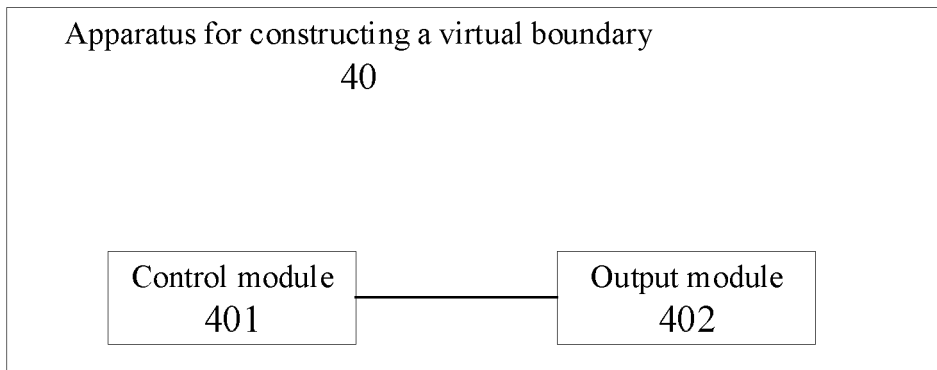 Apparatus for constructing a virtual boundary
40
Control module
401
Output module
402